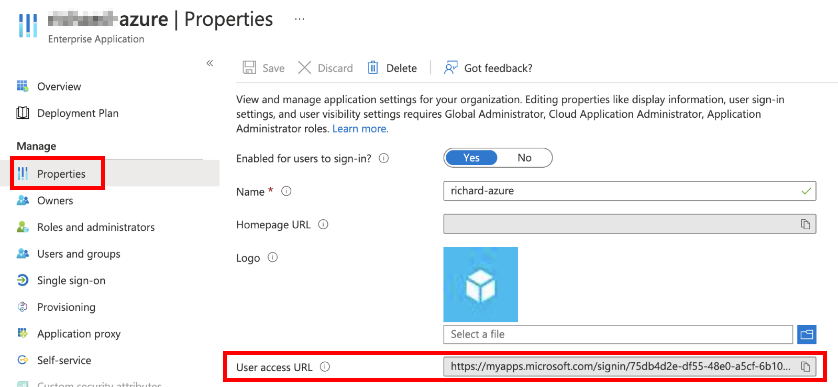 azure | Properties ...
Enterprise Application
«
Save Discard Delete Got feedback?
Overview
Deployment Plan
Manage
Properties
Owners
Roles and administrators
Users and groups
Single sign-on
Provisioning
Application proxy
Self-service
Custom security attributes
View and manage application settings for your organization. Editing properties like display information, user sign-in
settings, and user visibility settings requires Global Administrator, Cloud Application Administrator, Application
Administrator roles. Learn more.
Enabled for users to sign-in? Yes No
Name * richard-azure
Homepage URL
Logo
Select a file
User access URL https://myapps.microsoft.com/signin/75db4d2e-df55-48e0-a5cf-6b10...